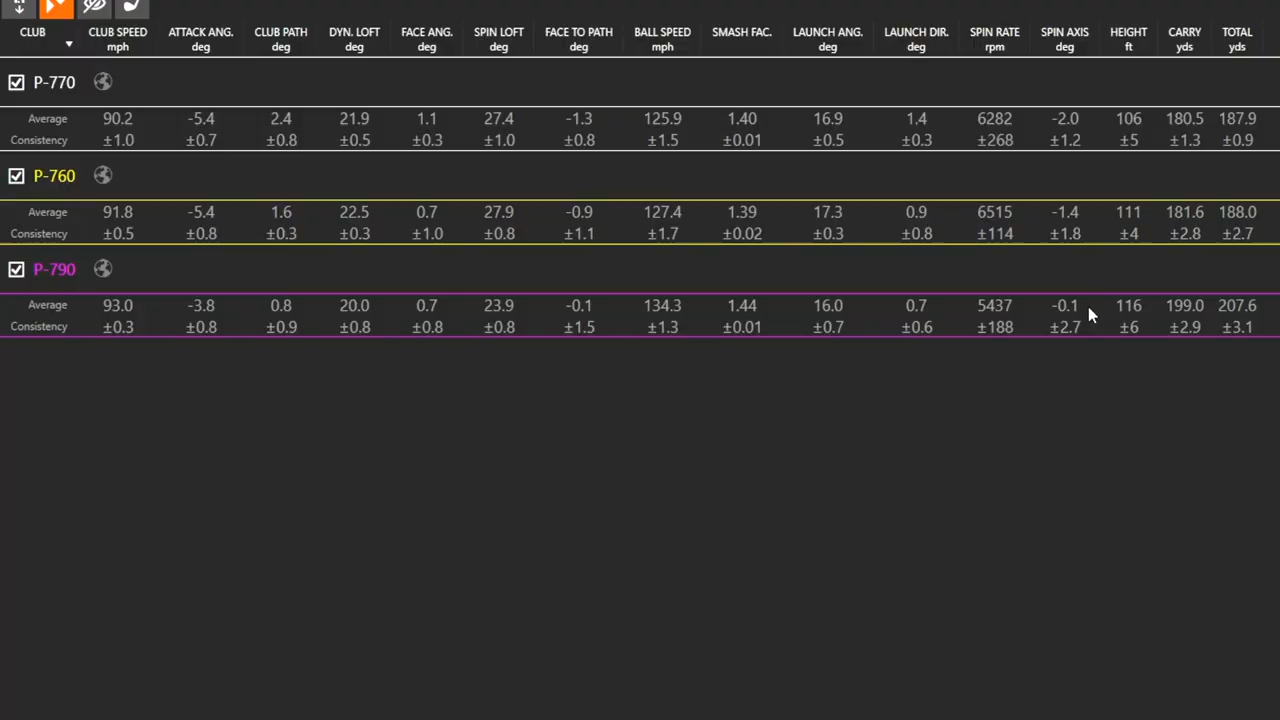 CLUB CLUB SPEED ATTACK ANG. CLUB PATH DYN. LOFT FACE ANG. SPIN LOFT FACE TO PATH BALL SPEED SMASH FAC. LAUNCH ANG. LAUNCH DIR. SPIN RATE SPIN AXIS HEIGHT CARRY TOTAL
mph deg deg deg deg deg deg mph deg deg rpm deg ft yds yds
P-770
Average 90.2 -5.4 2.4 21.9 1.1 27.4 -1.3 125.9 1.40 16.9 1.4 6282 -2.0 106 180.5 187.9
Consistency ±1.0 ±0.7 ±0.8 ±0.5 ±0.3 ±1.0 ±0.8 ±1.5 ±0.01 ±0.5 ±0.3 ±268 ±1.2 ±5 ±1.3 ±0.9
P-760
Average 91.8 -5.4 1.6 22.5 0.7 27.9 -0.9 127.4 1.39 17.3 0.9 6515 -1.4 111 181.6 188.0
Consistency ±0.5 ±0.8 ±0.3 ±0.3 ±1.0 ±0.8 ±1.1 ±1.7 ±0.02 ±0.3 ±0.8 ±114 ±1.8 ±4 ±2.8 ±2.7
P-790
Average 93.0 -3.8 0.8 20.0 0.7 23.9 -0.1 134.3 1.44 16.0 0.7 5437 -0.1 116 199.0 207.6
Consistency ±0.3 ±0.8 ±0.9 ±0.8 ±0.8 ±0.8 ±1.5 ±1.3 ±0.01 ±0.7 ±0.6 ±188 ±2.7 ±6 ±2.9 ±3.1